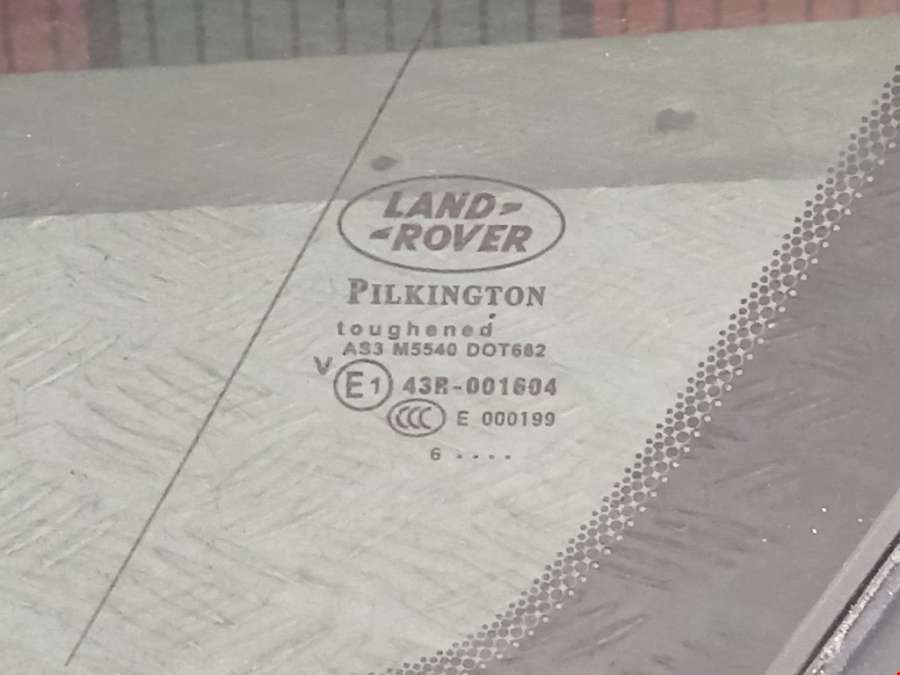 LAND-
-ROVER
PILKINGTON
toughened
AS3 M5540 DOT682
V E1 43R-001604
CCC E 000199
6 ....